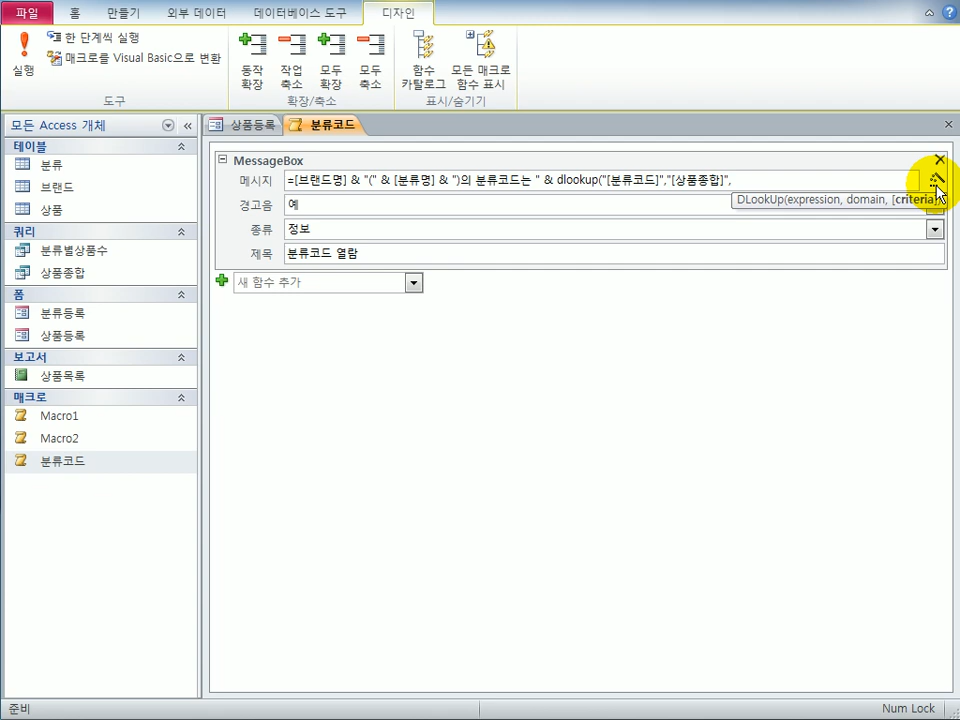 파일 홈 만들기 외부 데이터 데이터베이스 도구 디자인
실행
한 단계씩 실행
매크로를 Visual Basic으로 변환
도구
동작 확장
작업 축소
모두 확장
모두 축소
확장/축소
함수 카탈로그
모든 매크로 함수 표시
표시/숨기기
모든 Access 개체
테이블
분류
브랜드
상품
쿼리
분류별상품수
상품종합
폼
분류등록
상품등록
보고서
상품목록
매크로
Macro1
Macro2
분류코드
상품등록 분류코드
MessageBox
메시지 =[브랜드명] & "(" & [분류명] & ")의 분류코드는 " & dlookup("[분류코드]","[상품종합]",
DLookUp(expression, domain, [criteria])
경고음 예
종류 정보
제목 분류코드 열람
새 함수 추가
준비
Num Lock